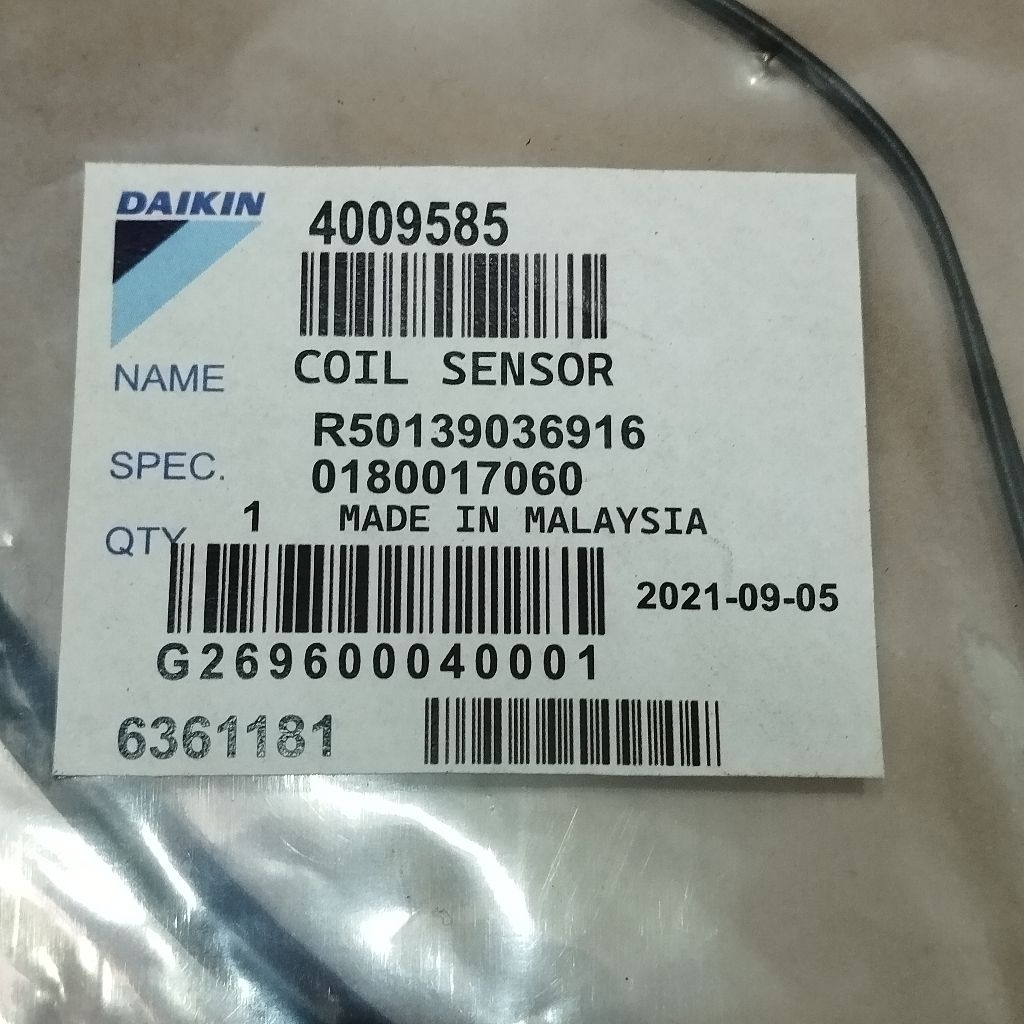 DAIKIN
4009585
NAME COIL SENSOR
R50139036916
SPEC. 0180017060
QTY 1 MADE IN MALAYSIA
2021-09-05
G269600040001
6361181